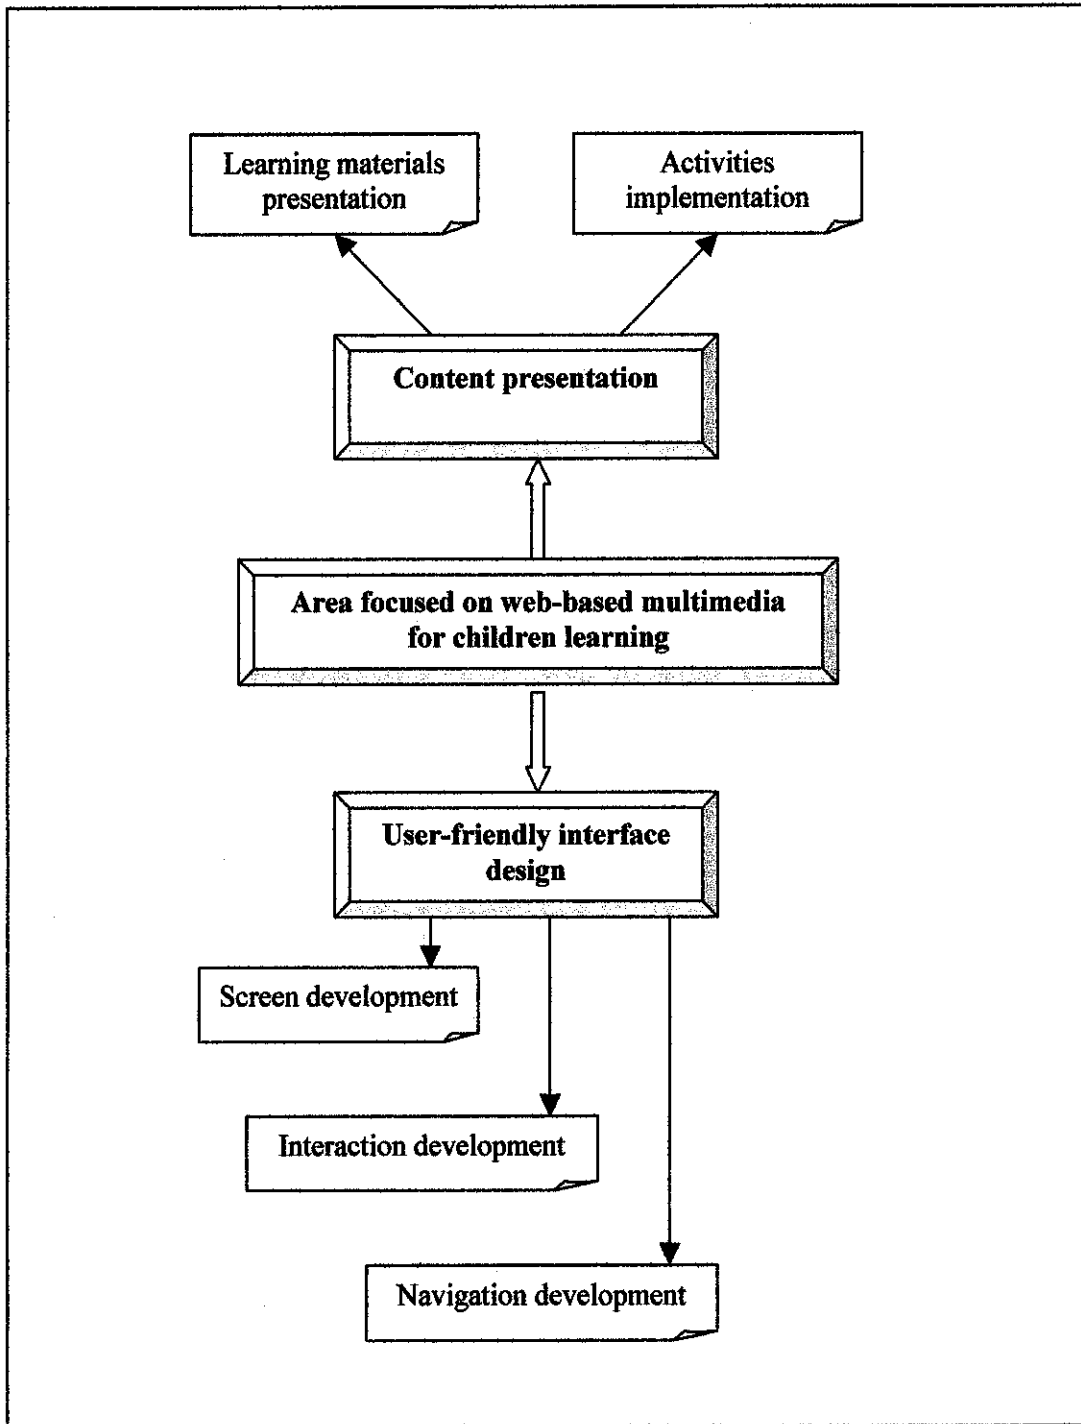 Learning materials
presentation
Activities
implementation
Content presentation
Area focused on web-based multimedia
for children learning
User-friendly interface
design
Screen development
Interaction development
Navigation development